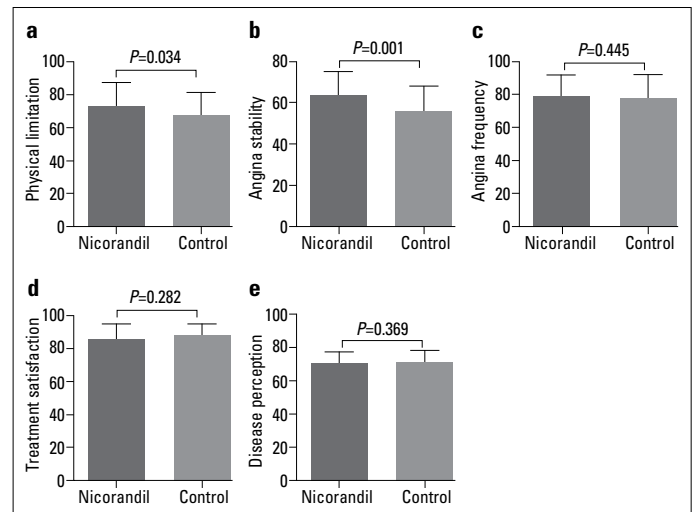 a
P=0.034
Physical limitation
100
80
60
40
20
0
Nicorandil Control
b
P=0.001
Angina stability
80
60
40
20
0
Nicorandil Control
c
P=0.445
Angina frequency
100
80
60
40
20
0
Nicorandil Control
d
P=0.282
Treatment satisfaction
100
80
60
40
20
0
Nicorandil Control
e
P=0.369
Disease perception
100
80
60
40
20
0
Nicorandil Control